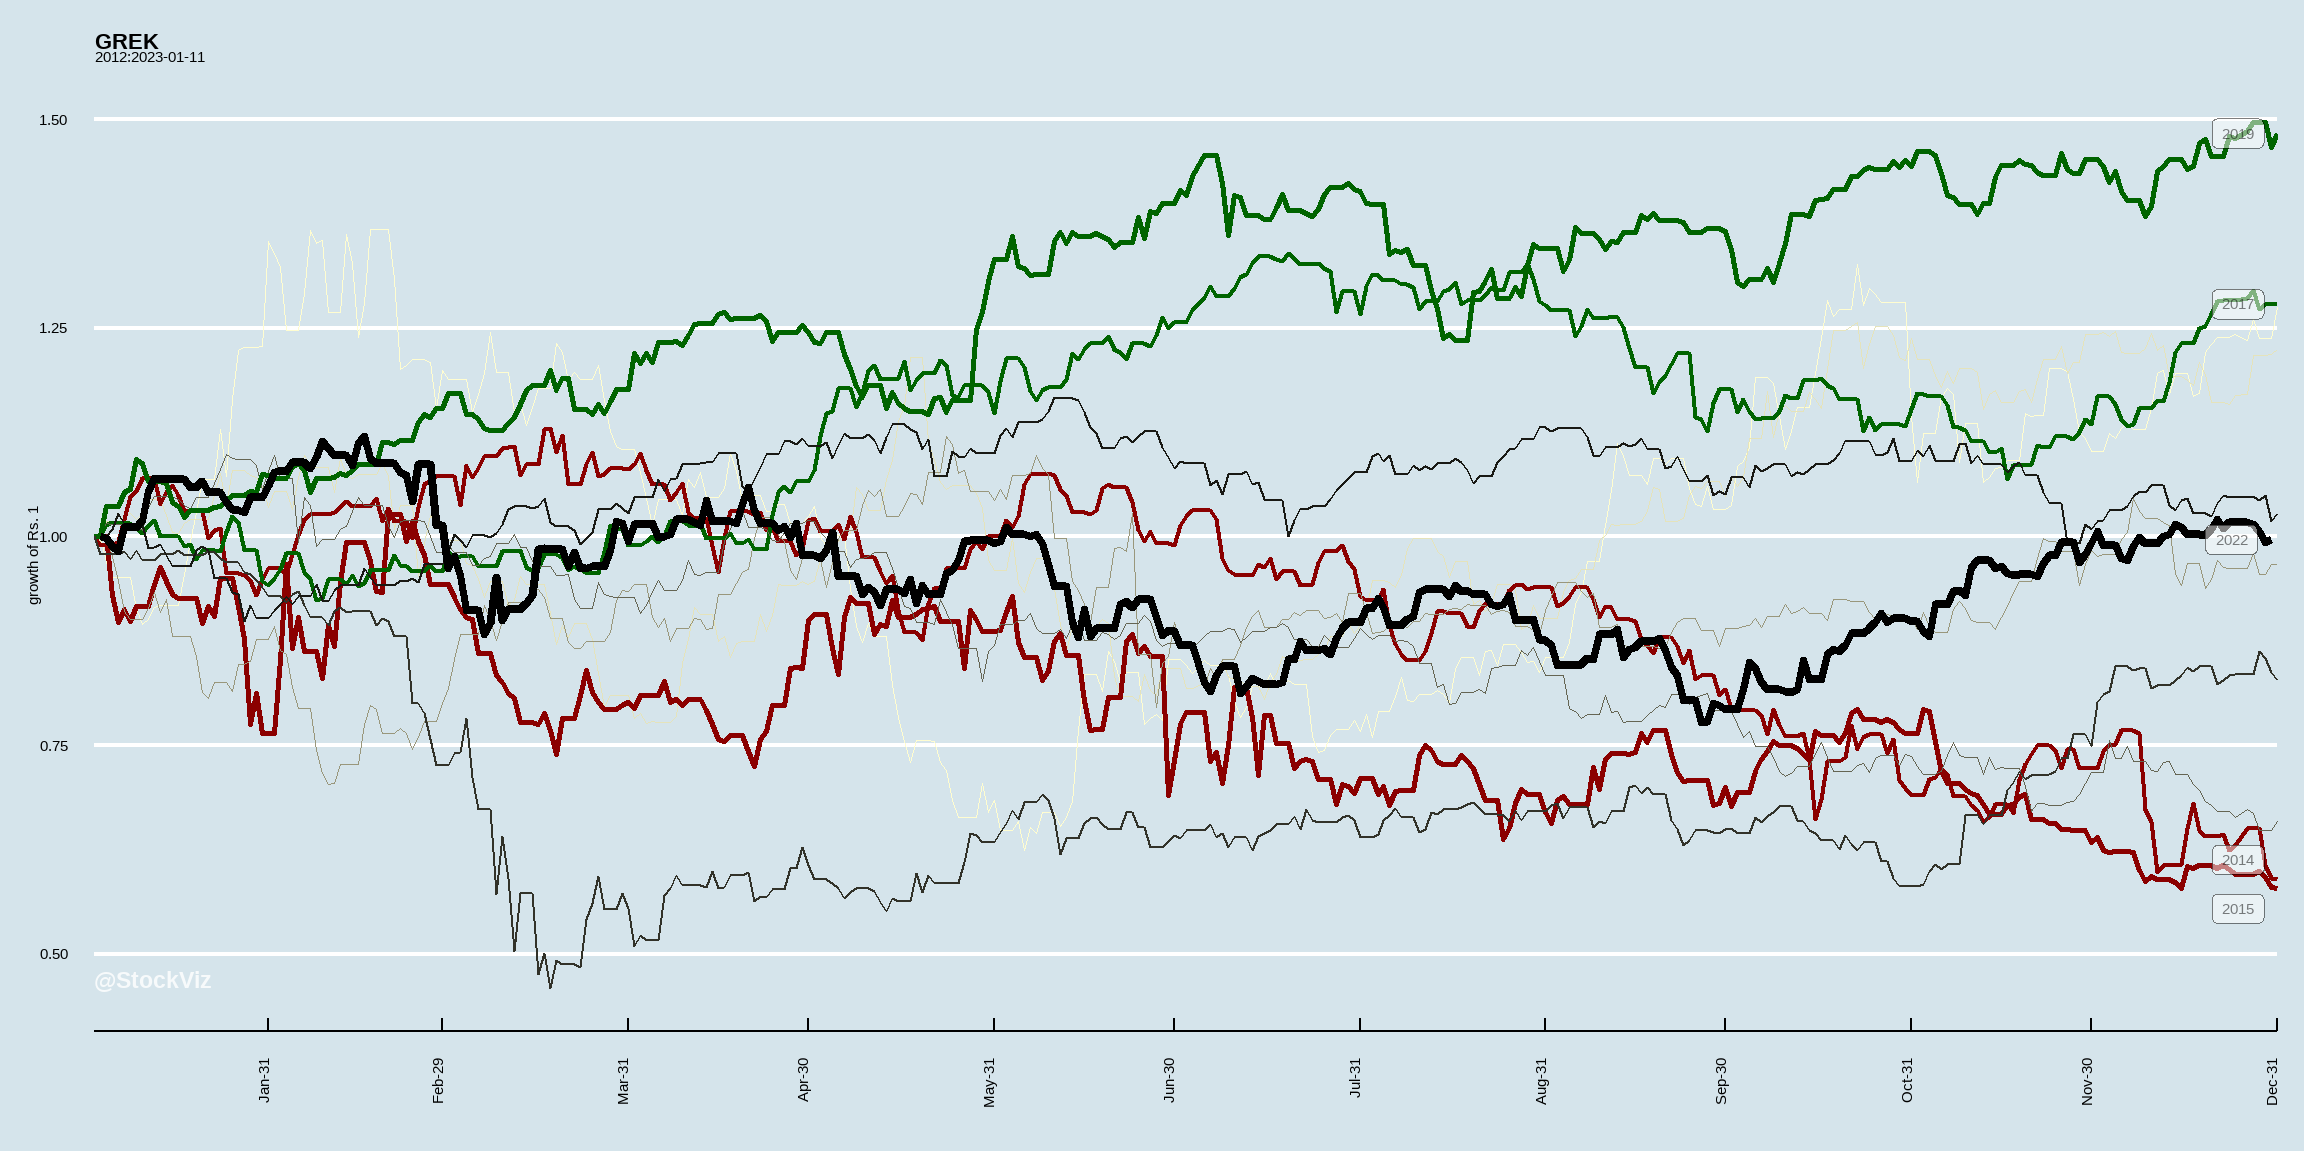 GREK
2012:2023-01-11
1.50
2019
2017
1.25
growth of Rs. 1
1.00
2022
0.75
2014
2015
0.50
@StockViz
Jan-31
Feb-29
Mar-31
Apr-30
May-31
Jun-30
Jul-31
Aug-31
Sep-30
Oct-31
Nov-30
Dec-31